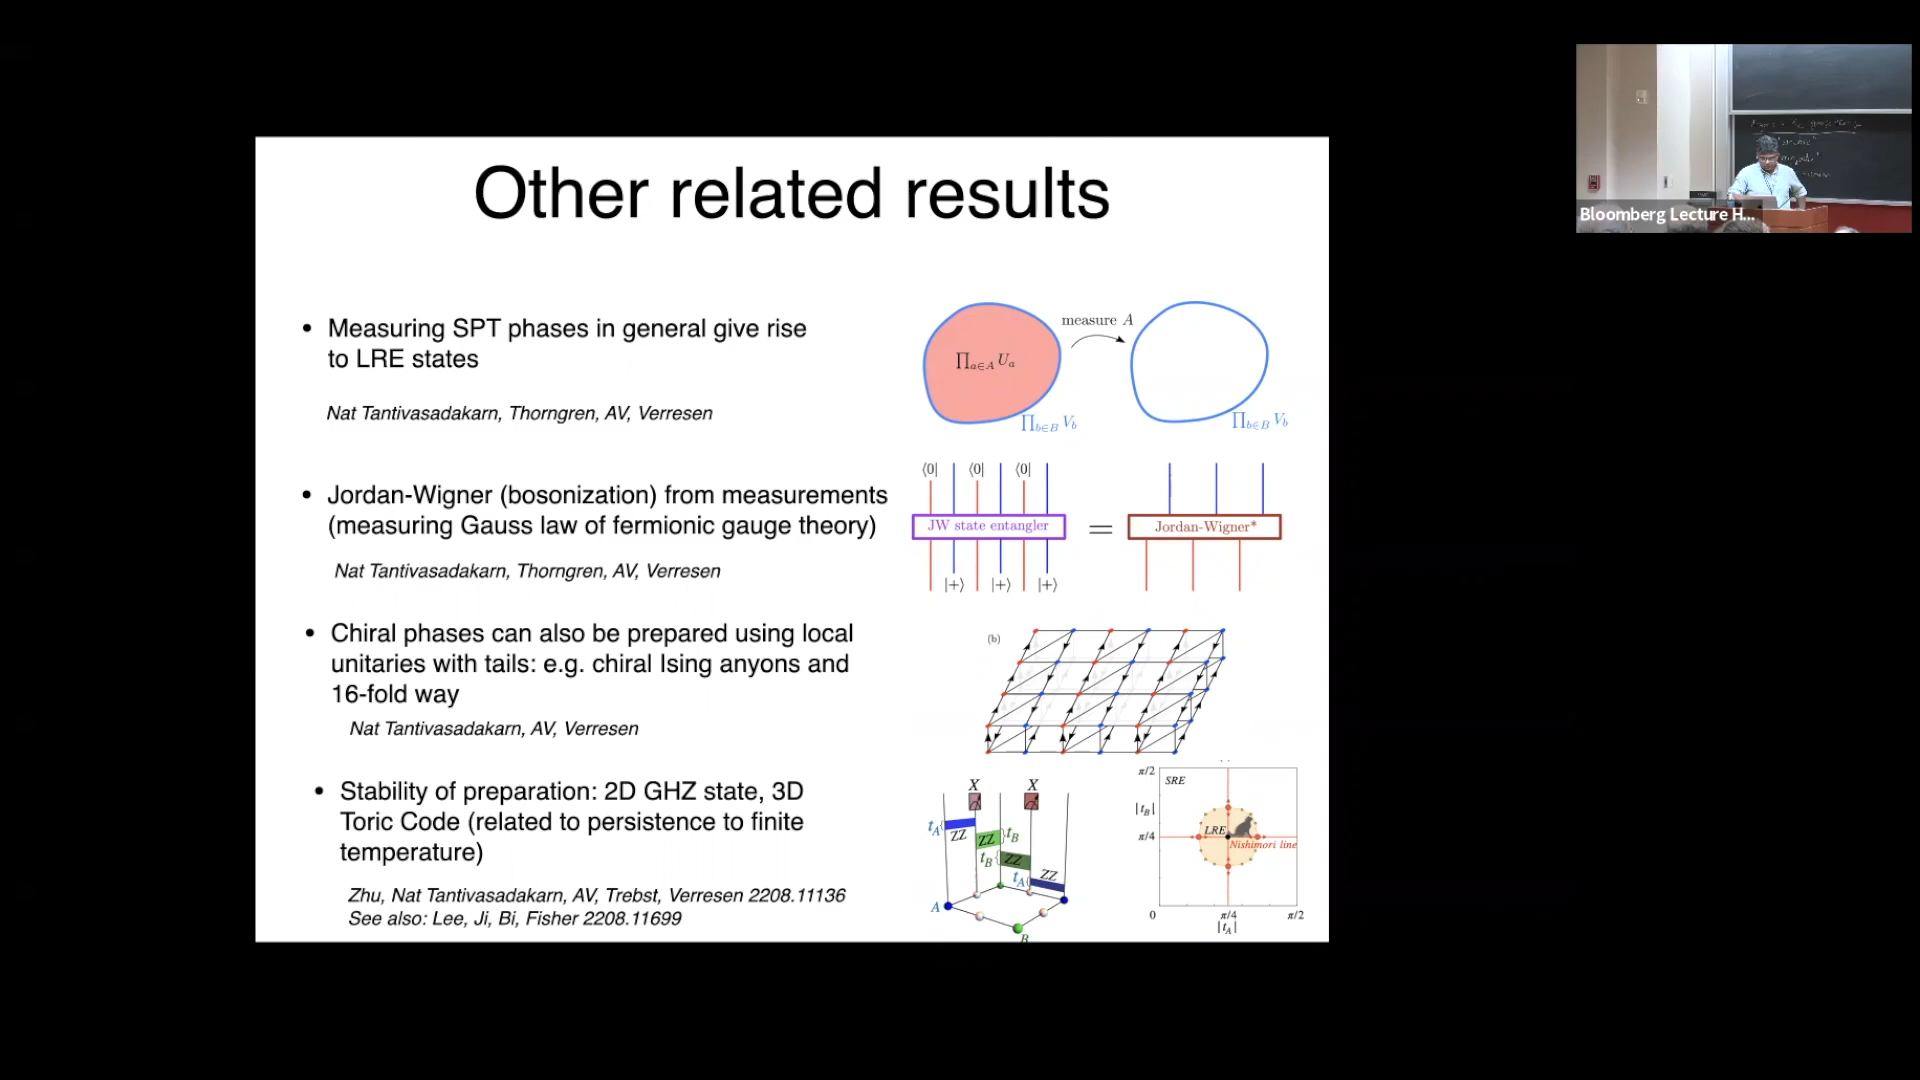 Other related results
• Measuring SPT phases in general give rise
to LRE states
Nat Tantivasadakarn, Thorngren, AV, Verresen
∏a∈A Ua
measure A
∏b∈B Vb
∏b∈B Vb
• Jordan-Wigner (bosonization) from measurements
(measuring Gauss law of fermionic gauge theory)
Nat Tantivasadakarn, Thorngren, AV, Verresen
⟨0| ⟨0| ⟨0|
JW state entangler
|+⟩ |+⟩ |+⟩
=
Jordan-Wigner*
• Chiral phases can also be prepared using local
unitaries with tails: e.g. chiral Ising anyons and
16-fold way
Nat Tantivasadakarn, AV, Verresen
(b)
• Stability of preparation: 2D GHZ state, 3D
Toric Code (related to persistence to finite
temperature)
Zhu, Nat Tantivasadakarn, AV, Trebst, Verresen 2208.11136
See also: Lee, Ji, Bi, Fisher 2208.11699
X X
tA ZZ
ZZ tB
tB ZZ
tA ZZ
A
B
π/2
SRE
|tB|
π/4
LRE
Nishimori line
0 π/4 π/2
|tA|
Bloomberg Lecture H...